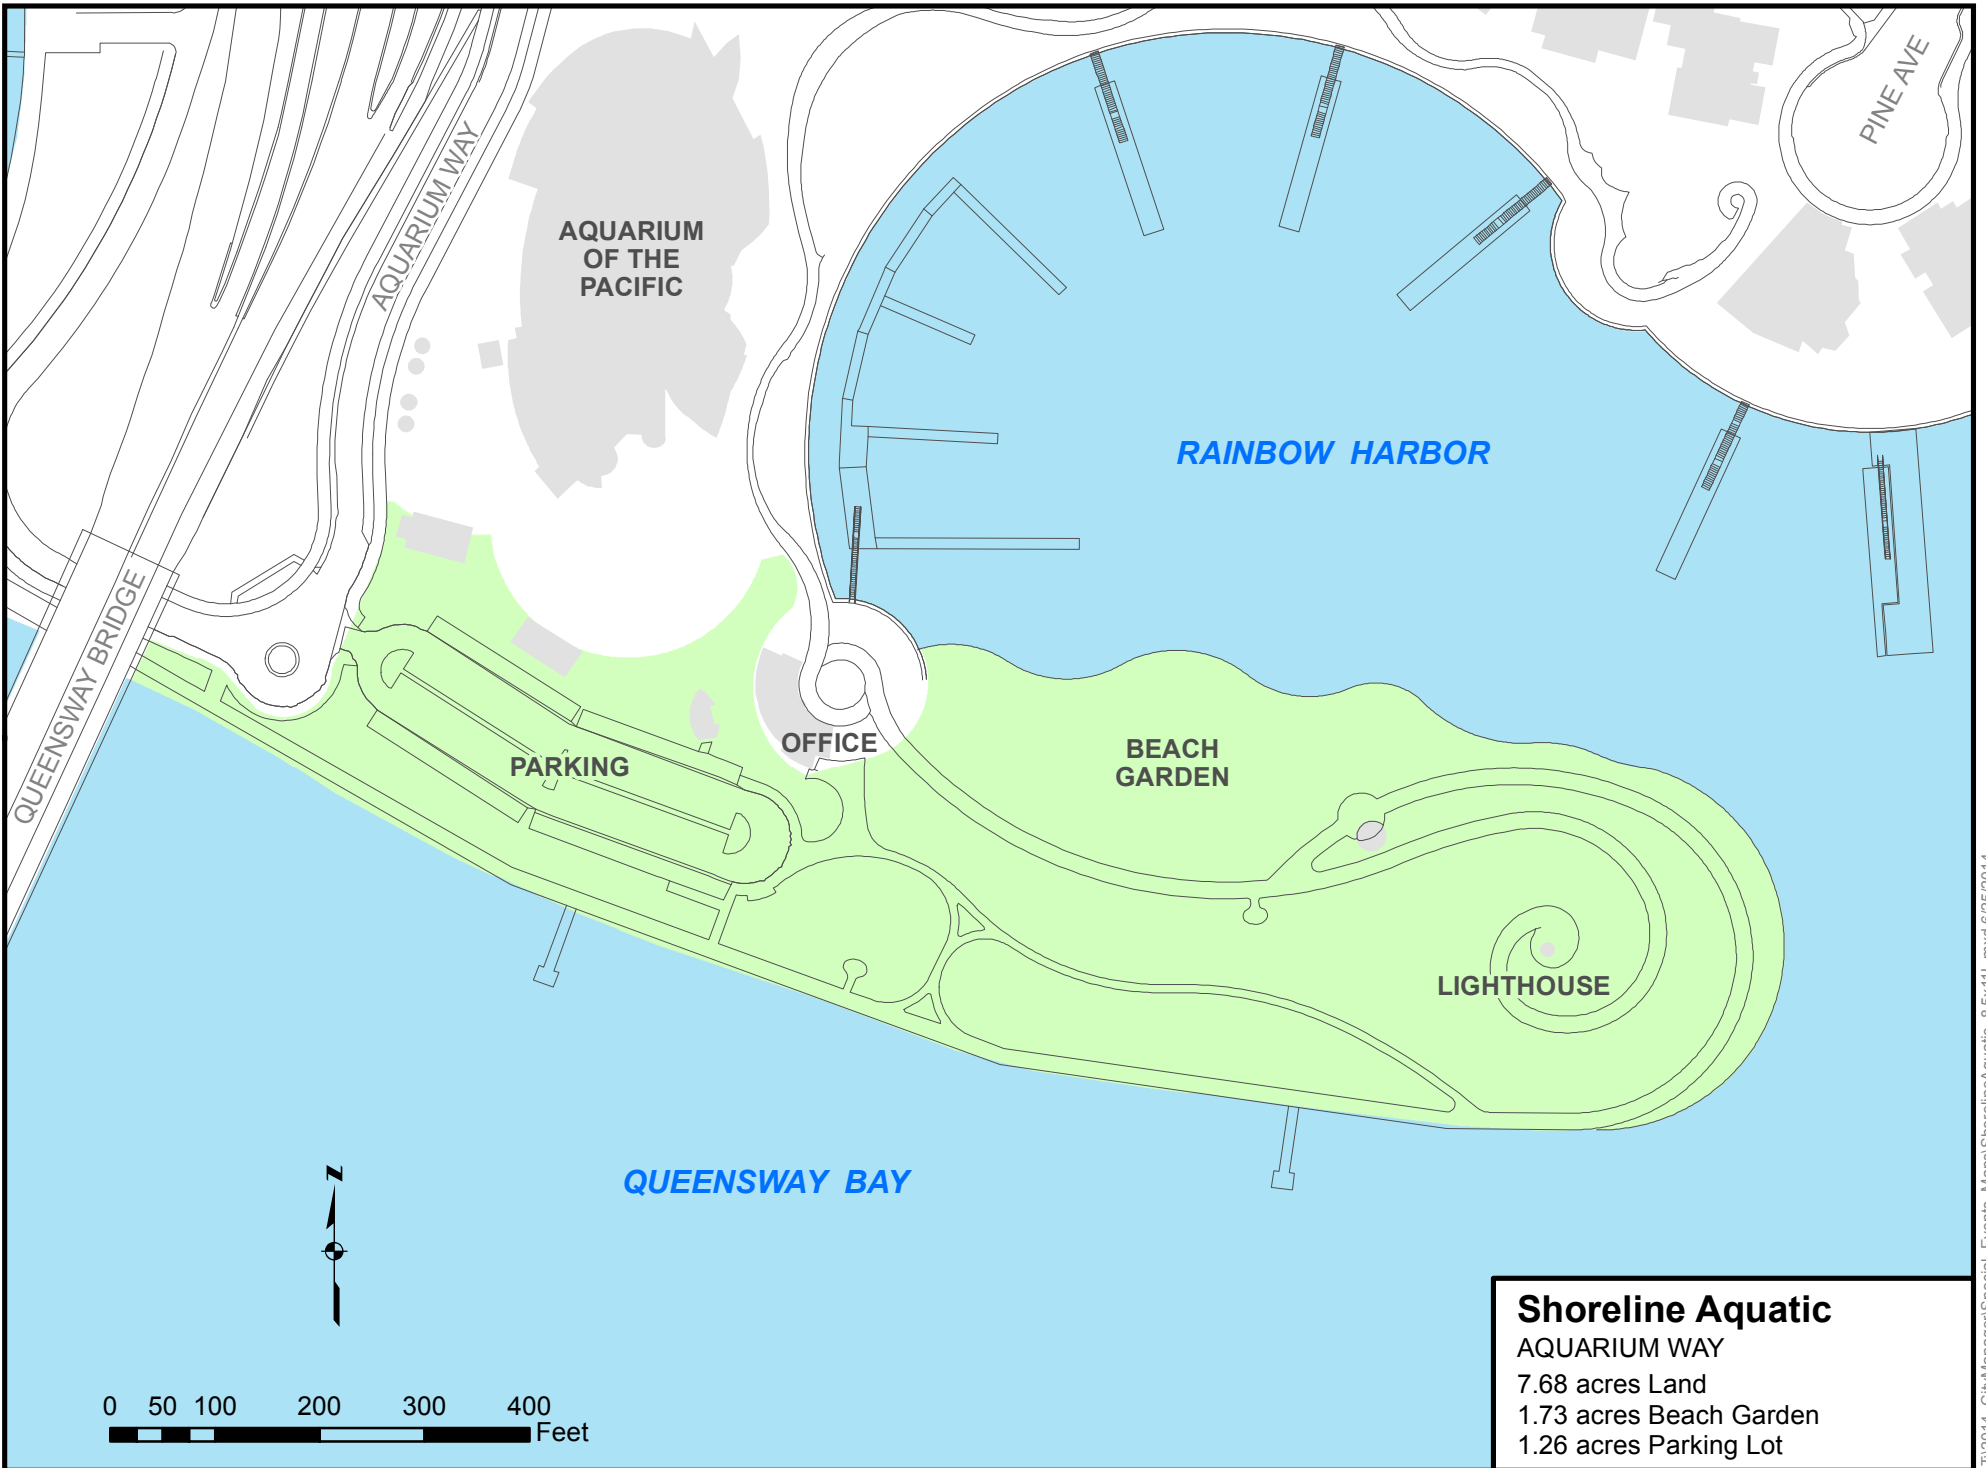 PINE AVE
AQUARIUM WAY
AQUARIUM
OF THE
PACIFIC
RAINBOW HARBOR
QUEENSWAY BRIDGE
OFFICE
PARKING
BEACH
GARDEN
LIGHTHOUSE
QUEENSWAY BAY
N
0 50 100 200 300 400
Feet
Shoreline Aquatic
AQUARIUM WAY
7.68 acres Land
1.73 acres Beach Garden
1.26 acres Parking Lot